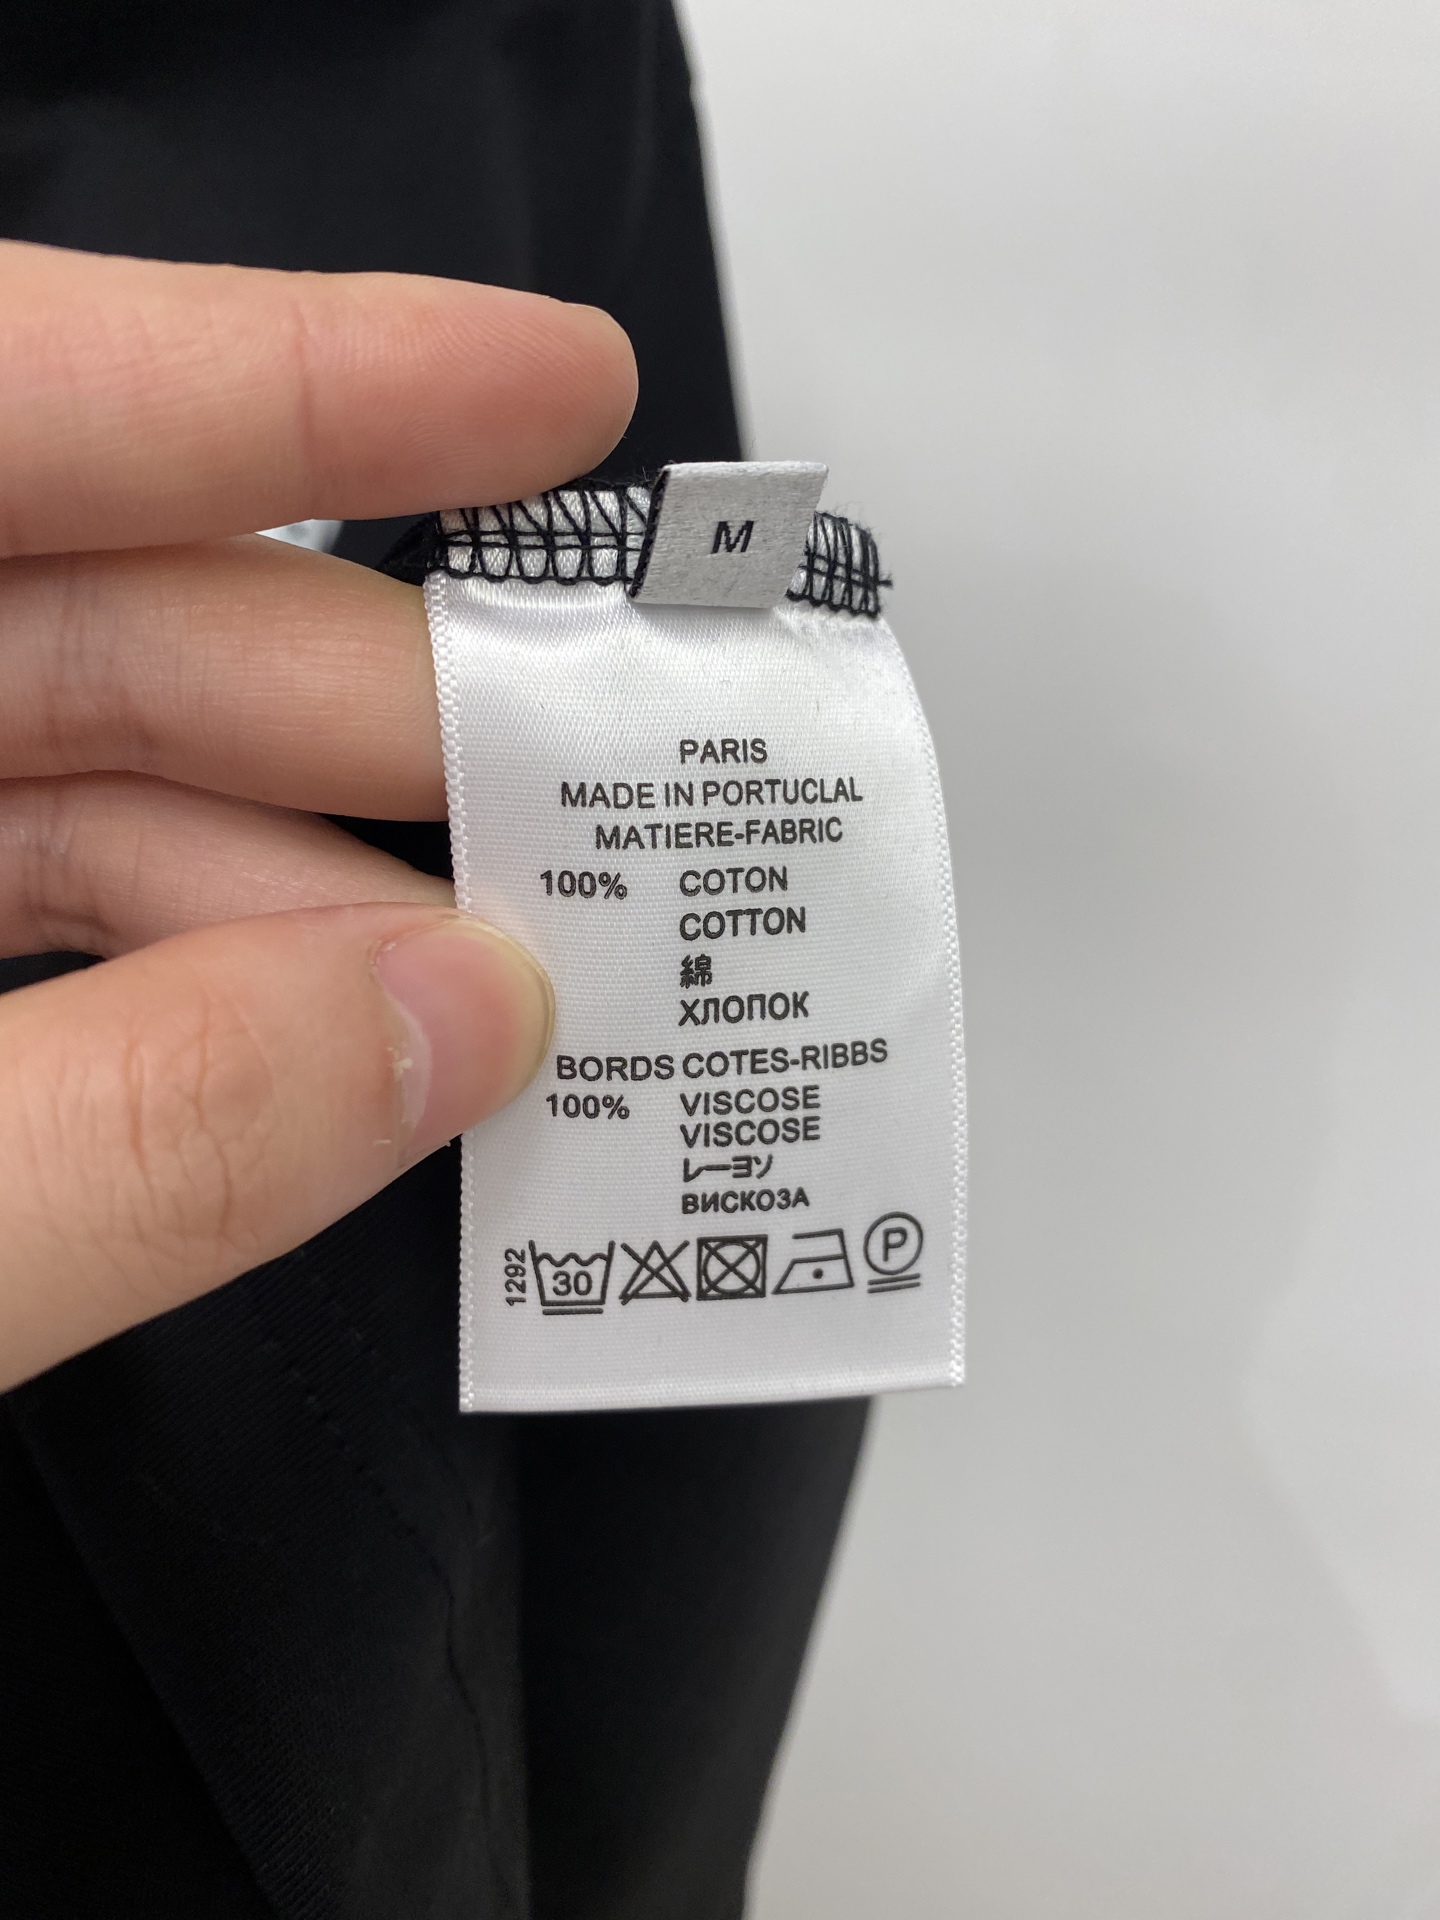 M
PARIS
MADE IN PORTUCLAL
MATIERE-FABRIC
100% COTON
COTTON
綿
ХЛОПОК
BORDS COTES-RIBBS
100% VISCOSE
VISCOSE
レーヨソ
ВИСКОЗА
1292 30 P